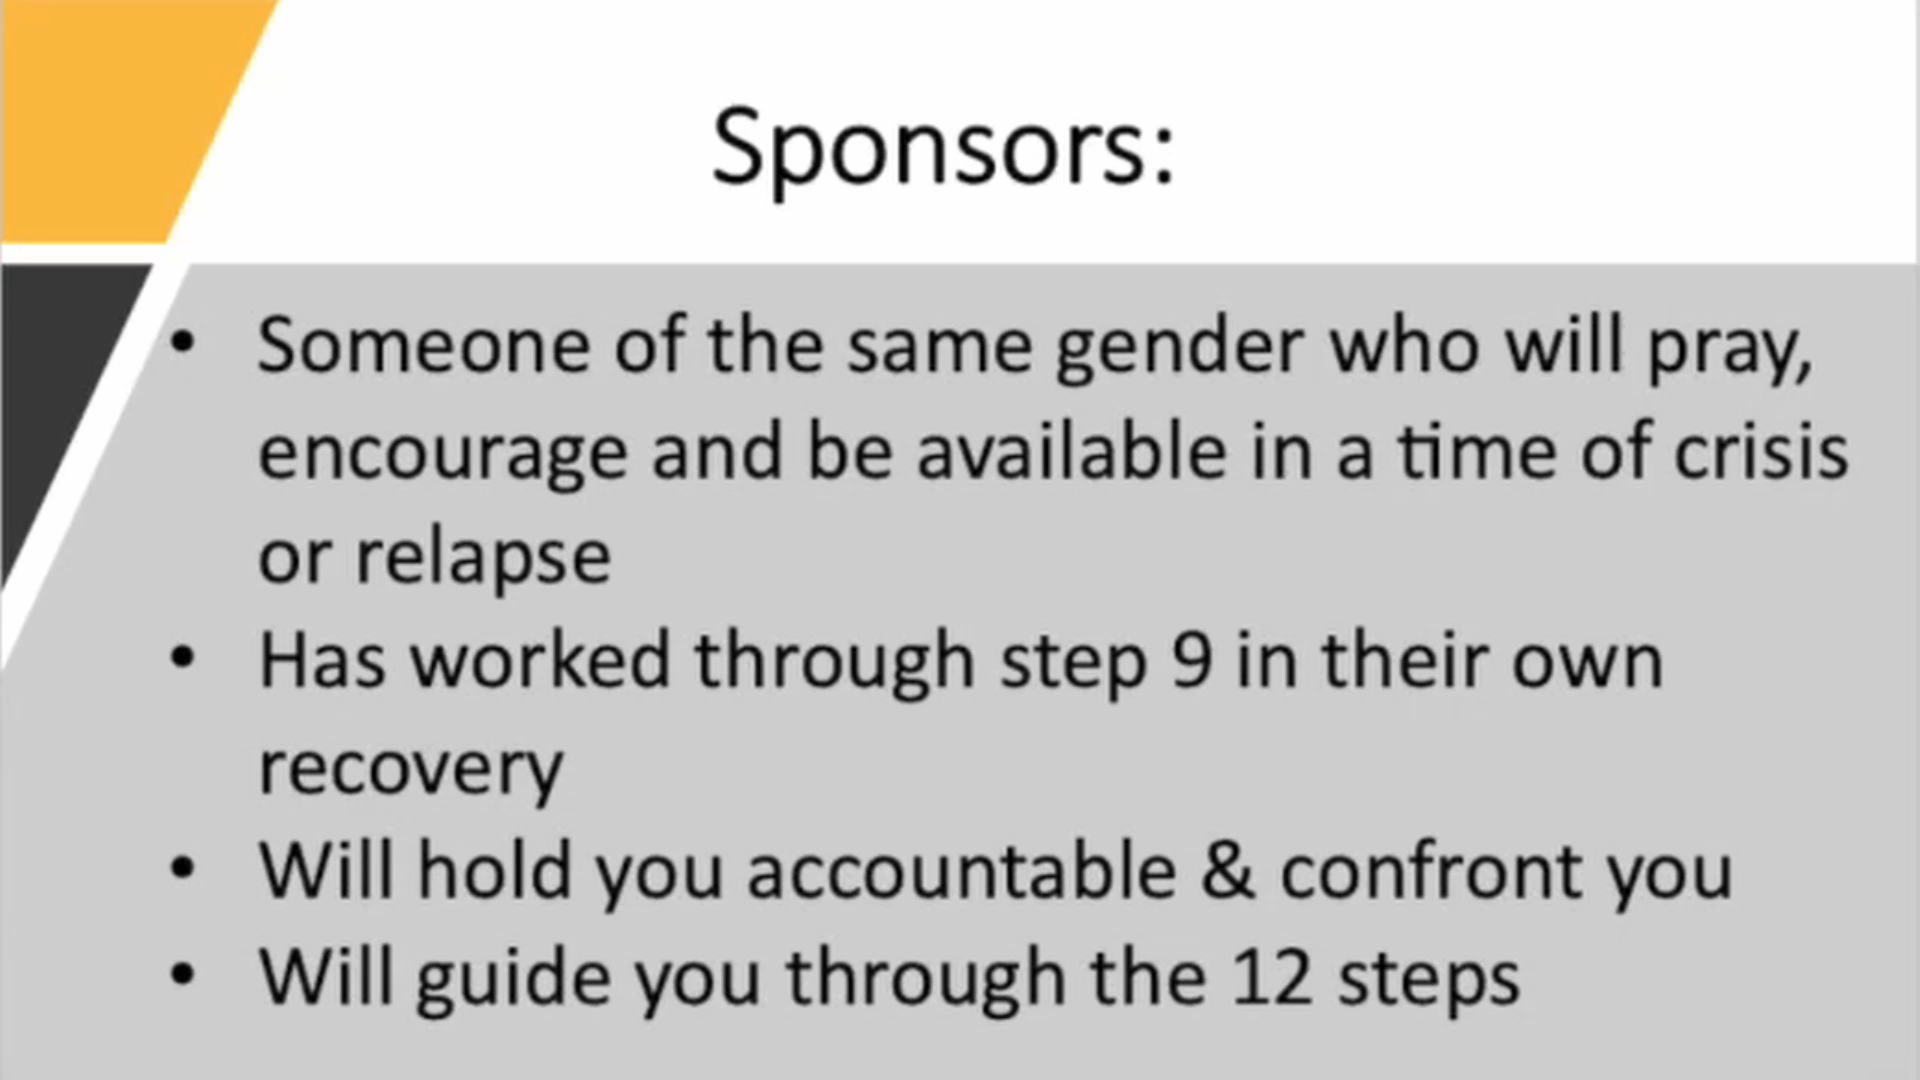 Sponsors:
• Someone of the same gender who will pray,
encourage and be available in a time of crisis
or relapse
• Has worked through step 9 in their own
recovery
• Will hold you accountable & confront you
• Will guide you through the 12 steps